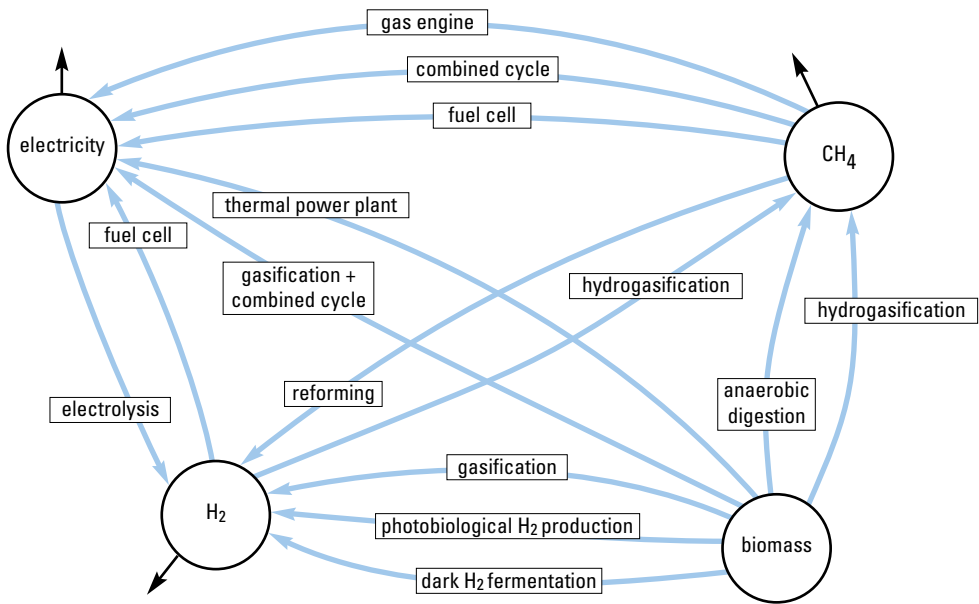 gas engine
combined cycle
fuel cell
electricity
CH₄
thermal power plant
fuel cell
gasification +
combined cycle
hydrogasification
hydrogasification
reforming
anaerobic
digestion
electrolysis
gasification
H₂
photobiological H₂ production
biomass
dark H₂ fermentation